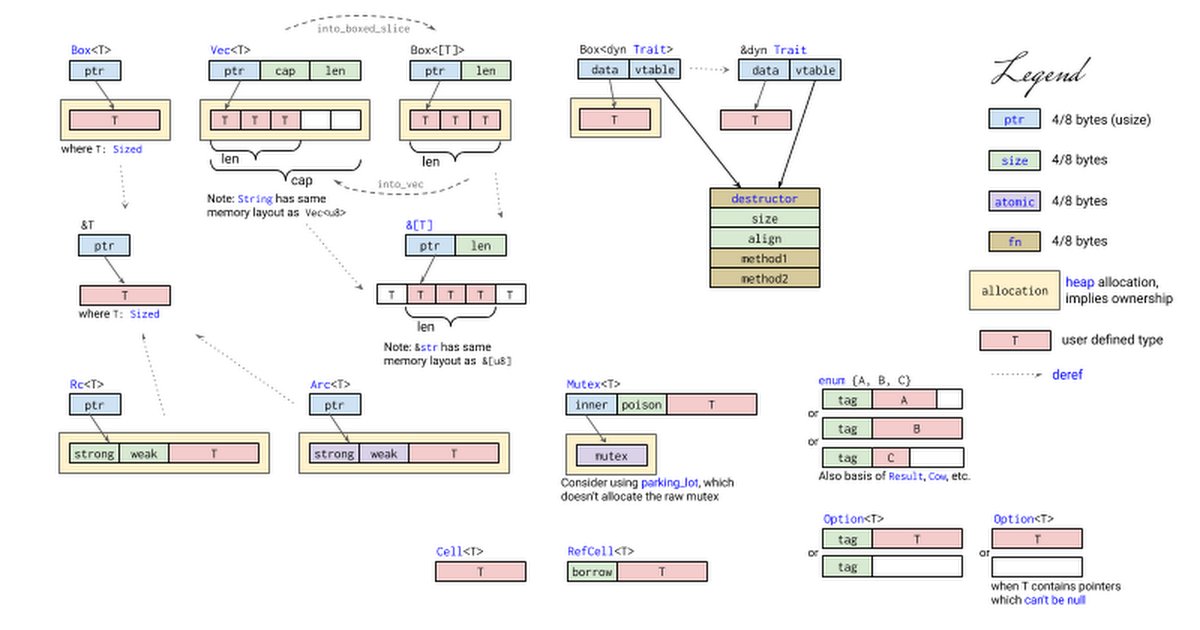 into_boxed_slice
Box<T>
ptr
T
where T: Sized
Vec<T>
ptr cap len
T T T
len
cap
Note: String has same
memory layout as Vec<u8>
Box<[T]>
ptr len
T T T
len
into_vec
&T
ptr
T
where T: Sized
&[T]
ptr len
T T T T T
len
Note: &str has same
memory layout as &[u8]
Box<dyn Trait>
data vtable
T
&dyn Trait
data vtable
T
destructor
size
align
method1
method2
Legend
ptr 4/8 bytes (usize)
size 4/8 bytes
atomic 4/8 bytes
fn 4/8 bytes
allocation heap allocation,
implies ownership
T user defined type
deref
Rc<T>
ptr
strong weak T
Arc<T>
ptr
strong weak T
Mutex<T>
inner poison T
mutex
Consider using parking_lot, which
doesn't allocate the raw mutex
enum {A, B, C}
tag A
or
tag B
or
tag C
Also basis of Result, Cow, etc.
Cell<T>
T
RefCell<T>
borrow T
Option<T>
tag T
or
tag
Option<T>
T
or
when T contains pointers
which can't be null